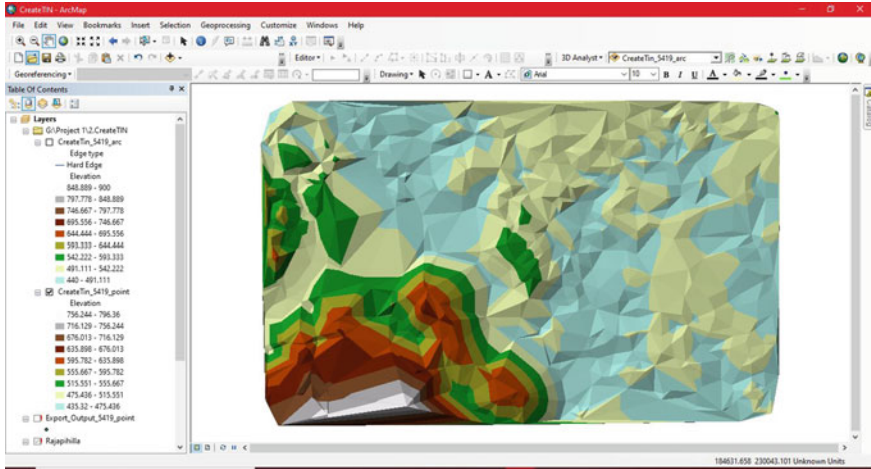 CreateTIN - ArcMap
File Edit View Bookmarks Insert Selection Geoprocessing Customize Windows Help
Editor 3D Analyst CreateTin_5419_arc
Georeferencing Drawing A Arial 10 B I U A
Table Of Contents
Layers
G:\Project 1\2.CreateTIN
CreateTin_5419_arc
Edge type
Hard Edge
Elevation
848.889 - 900
797.778 - 848.889
746.667 - 797.778
695.556 - 746.667
644.444 - 695.556
593.333 - 644.444
542.222 - 593.333
491.111 - 542.222
440 - 491.111
CreateTin_5419_point
Elevation
756.244 - 796.36
716.129 - 756.244
676.013 - 716.129
635.898 - 676.013
595.782 - 635.898
555.667 - 595.782
515.551 - 555.667
475.436 - 515.551
435.32 - 475.436
Export_Output_5419_point
Rajapihilla
Catalog
184631.658 230043.101 Unknown Units